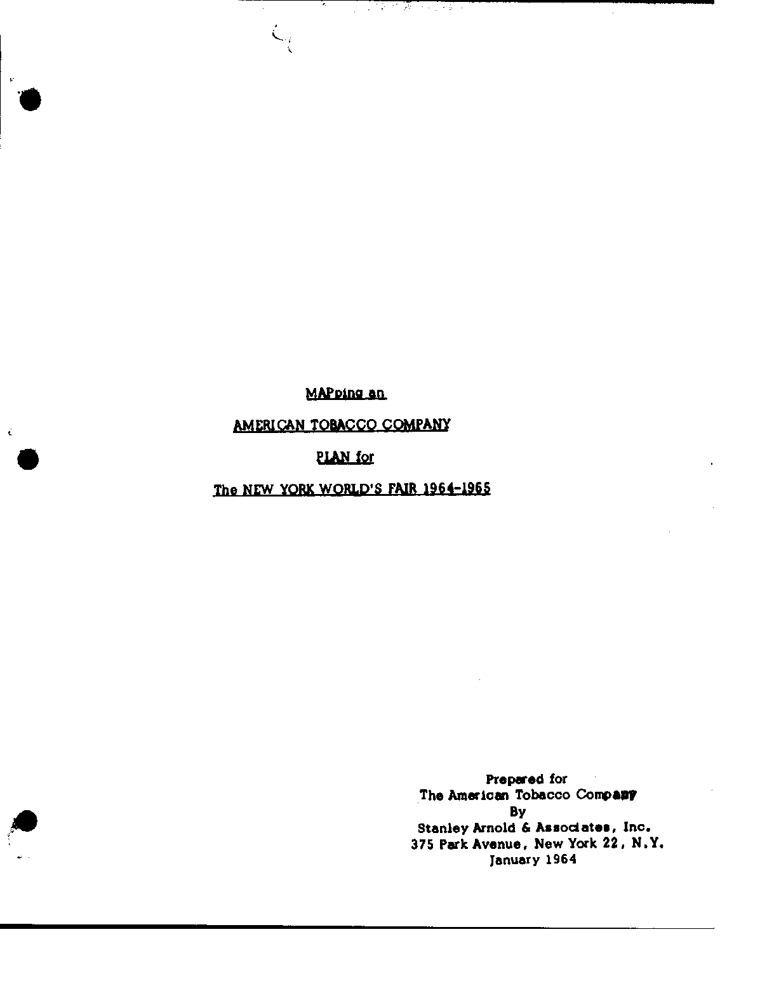 MAPping an
AMERICAN TOBACCO COMPANY
PLAN for
The NEW YORK WORLD'S FAIR 1964-1965
Prepared for
The American Tobacco Company
By
Stanley Arnold & Associates, Inc.
375 Park Avenue, New York 22, N.Y.
January 1964